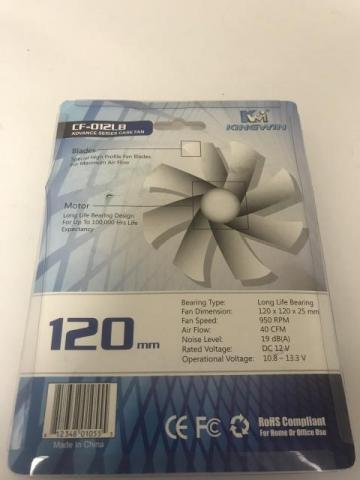 CF-012LB
KINGWIN
ADVANCE SERIES CASE FAN
Blades
Special High Profile Fan Blades
For Maximum Air Flow
Motor
Long Life Bearing Design
For Up To 100,000 Hrs Life
Expectancy
120 mm
Bearing Type: Long Life Bearing
Fan Dimension: 120 x 120 x 25 mm
Fan Speed: 950 RPM
Air Flow: 40 CFM
Noise Level: 19 dB(A)
Rated Voltage: DC 12 V
Operational Voltage: 10.8 – 13.3 V
Made In China
CE FC
RoHS Compliant
For Home Or Office Use